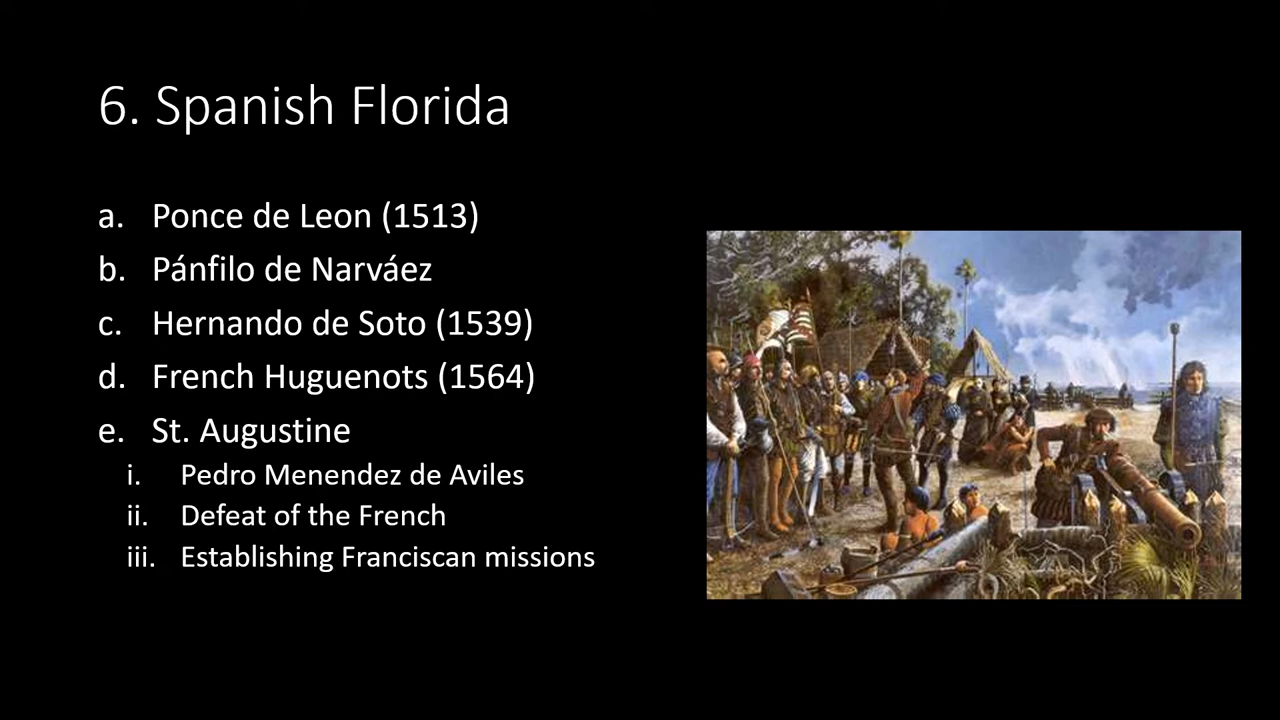 6. Spanish Florida
a. Ponce de Leon (1513)
b. Pánfilo de Narváez
c. Hernando de Soto (1539)
d. French Huguenots (1564)
e. St. Augustine
i. Pedro Menendez de Aviles
ii. Defeat of the French
iii. Establishing Franciscan missions